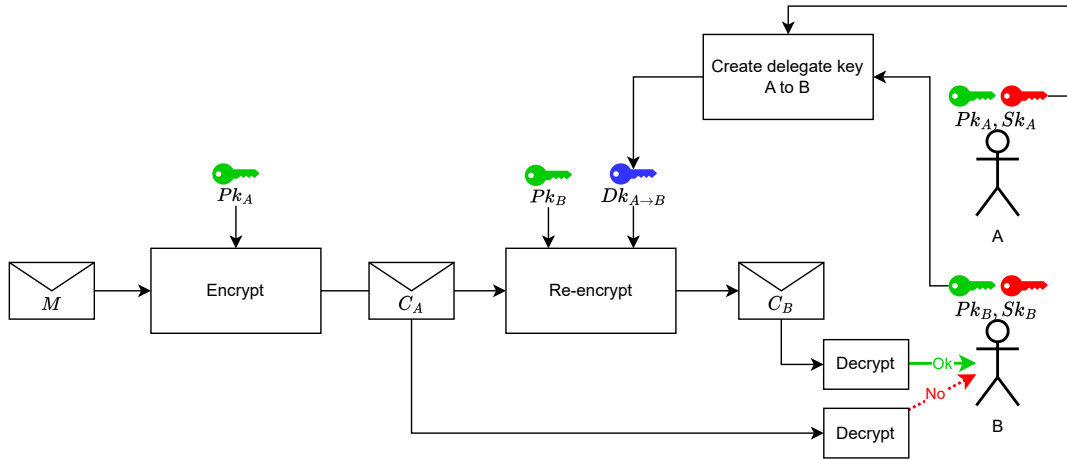 Create delegate key
A to B
Pk_A, Sk_A
A
Pk_A
Pk_B
Dk_{A→B}
M
Encrypt
C_A
Re-encrypt
C_B
Pk_B, Sk_B
Decrypt
Ok
No
Decrypt
B